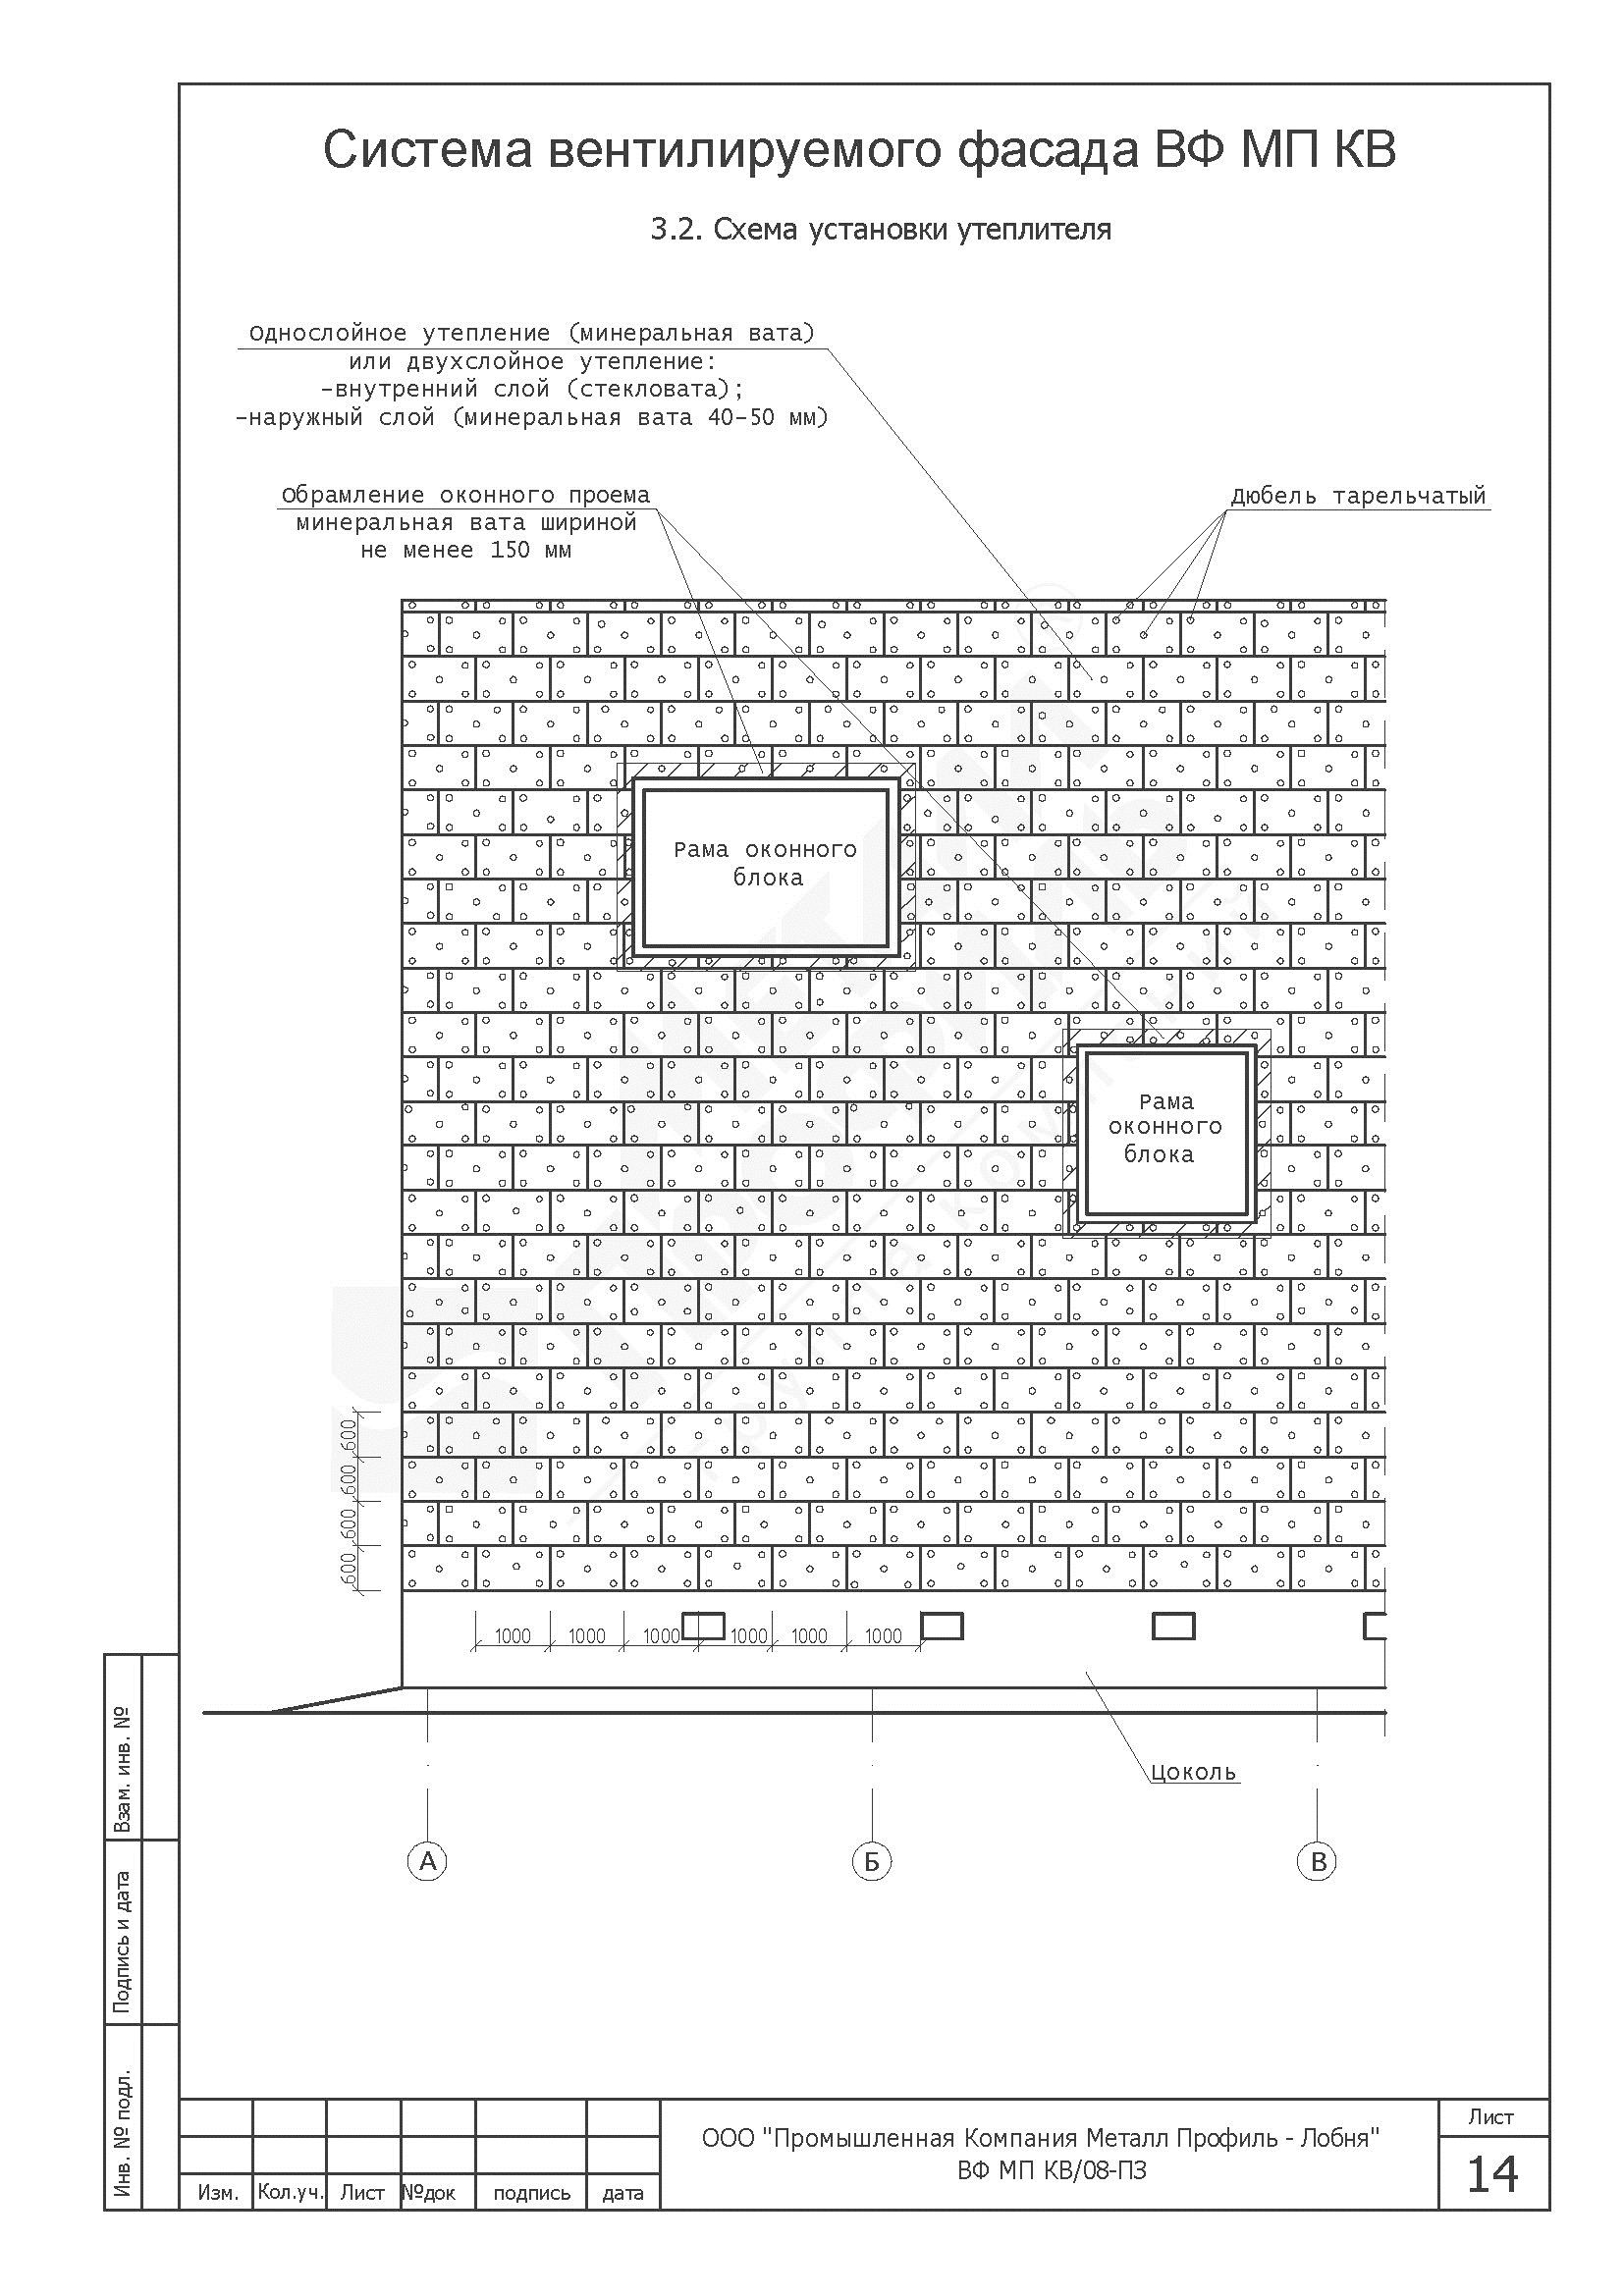 Система вентилируемого фасада ВФ МП КВ
3.2. Схема установки утеплителя
Однослойное утепление (минеральная вата)
или двухслойное утепление:
-внутренний слой (стекловата);
-наружный слой (минеральная вата 40-50 мм)
Обрамление оконного проема
минеральная вата шириной
не менее 150 мм
Дюбель тарельчатый
Рама оконного
блока
Рама
оконного
блока
600
600
600
600
1000 1000 1000 1000 1000 1000
Цоколь
А Б В
Взам. инв. №
Подпись и дата
Инв. № подл.
Изм. Кол.уч. Лист №док подпись дата
ООО "Промышленная Компания Металл Профиль - Лобня"
ВФ МП КВ/08-ПЗ
Лист
14